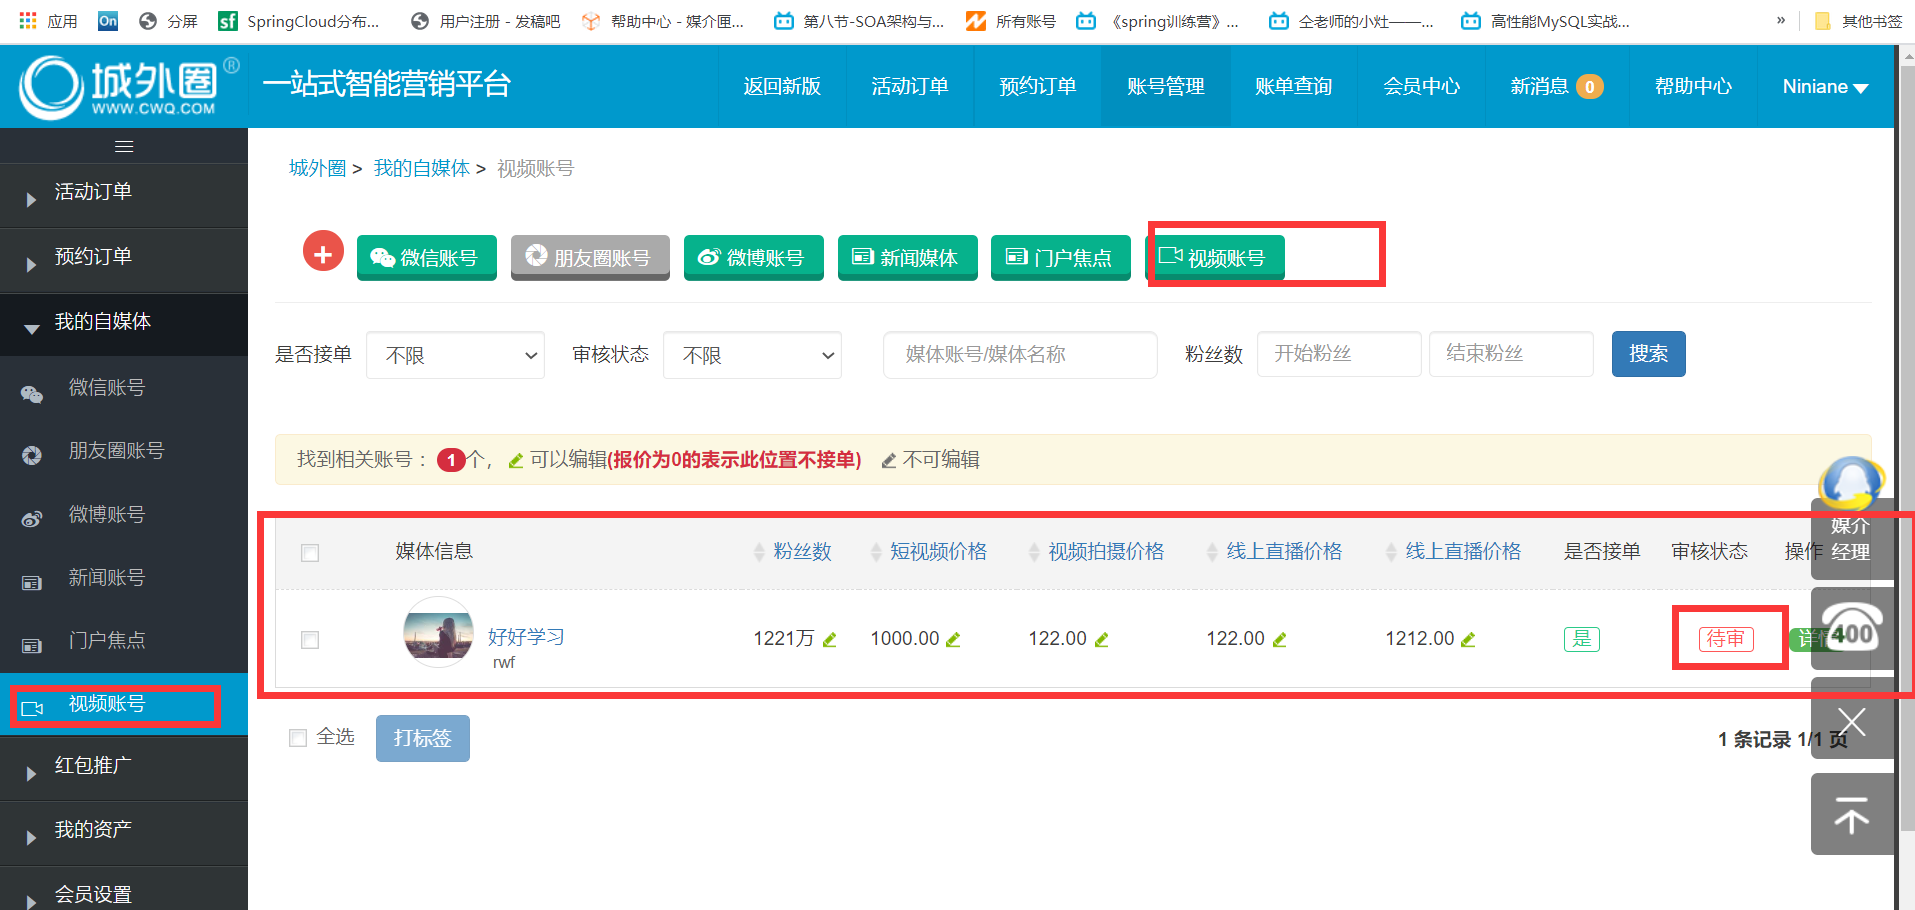 应用 On 分屏 sf SpringCloud分布... 用户注册 - 发稿吧 帮助中心 - 媒介匣... 第八节-SOA架构与... 所有账号 《spring训练营》... 仝老师的小灶——... 高性能MySQL实战... » 其他书签
城外圈® WWW.CWQ.COM 一站式智能营销平台 返回新版 活动订单 预约订单 账号管理 账单查询 会员中心 新消息 0 帮助中心 Niniane
活动订单
预约订单
我的自媒体
微信账号
朋友圈账号
微博账号
新闻账号
门户焦点
视频账号
红包推广
我的资产
会员设置
城外圈 > 我的自媒体 > 视频账号
微信账号 朋友圈账号 微博账号 新闻媒体 门户焦点 视频账号
是否接单 不限 审核状态 不限 媒体账号/媒体名称 粉丝数 开始粉丝 结束粉丝 搜索
找到相关账号： 1 个， 可以编辑(报价为0的表示此位置不接单) 不可编辑
媒体信息 粉丝数 短视频价格 视频拍摄价格 线上直播价格 线上直播价格 是否接单 审核状态 操作
好好学习 1221万 1000.00 122.00 122.00 1212.00 是 待审 详情
rwf
全选 打标签 1 条记录 1/1 页
媒介
经理
400